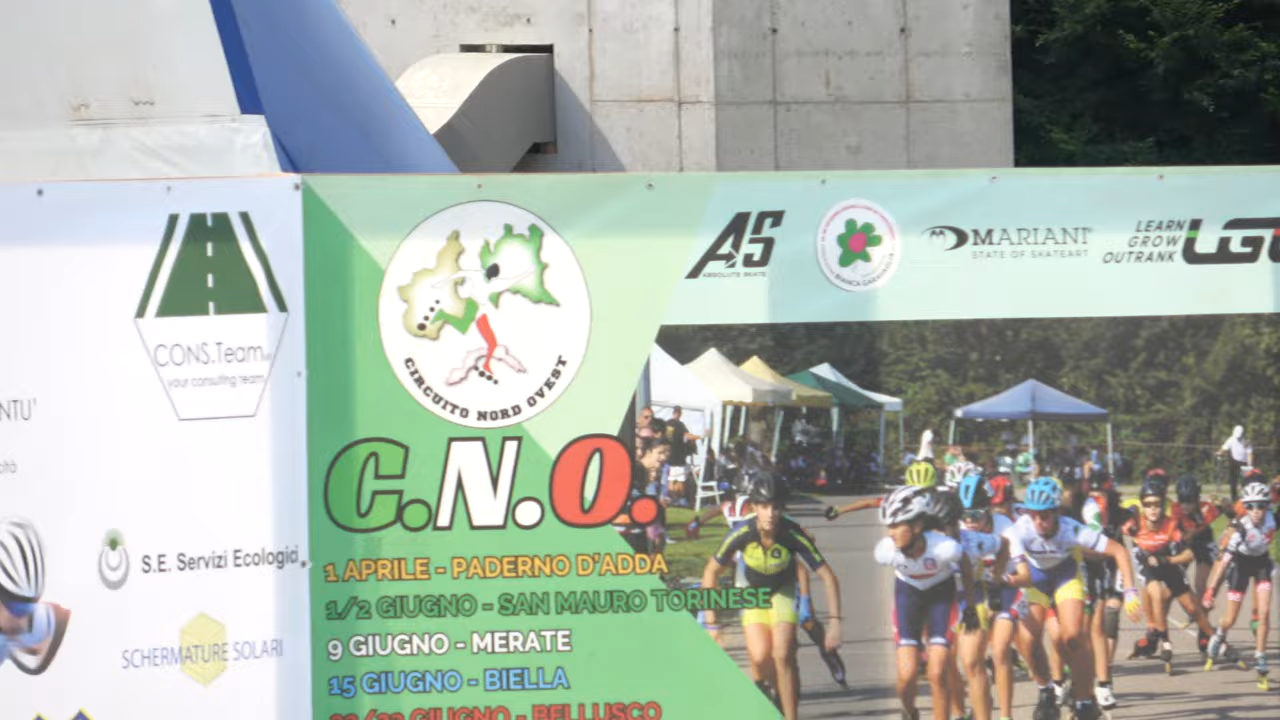 CONS.Team
your consulting team
NTU'
S.E. Servizi Ecologici
SCHERMATURE SOLARI
CIRCUITO NORD OVEST
C.N.O.
1 APRILE - PADERNO D'ADDA
1/2 GIUGNO - SAN MAURO TORINESE
9 GIUGNO - MERATE
15 GIUGNO - BIELLA
GIUGNO - BELLUSCO
AS
ABSOLUTE SKATE
MARIANI
STATE OF SKATEART
LEARN
GROW
OUTRANK